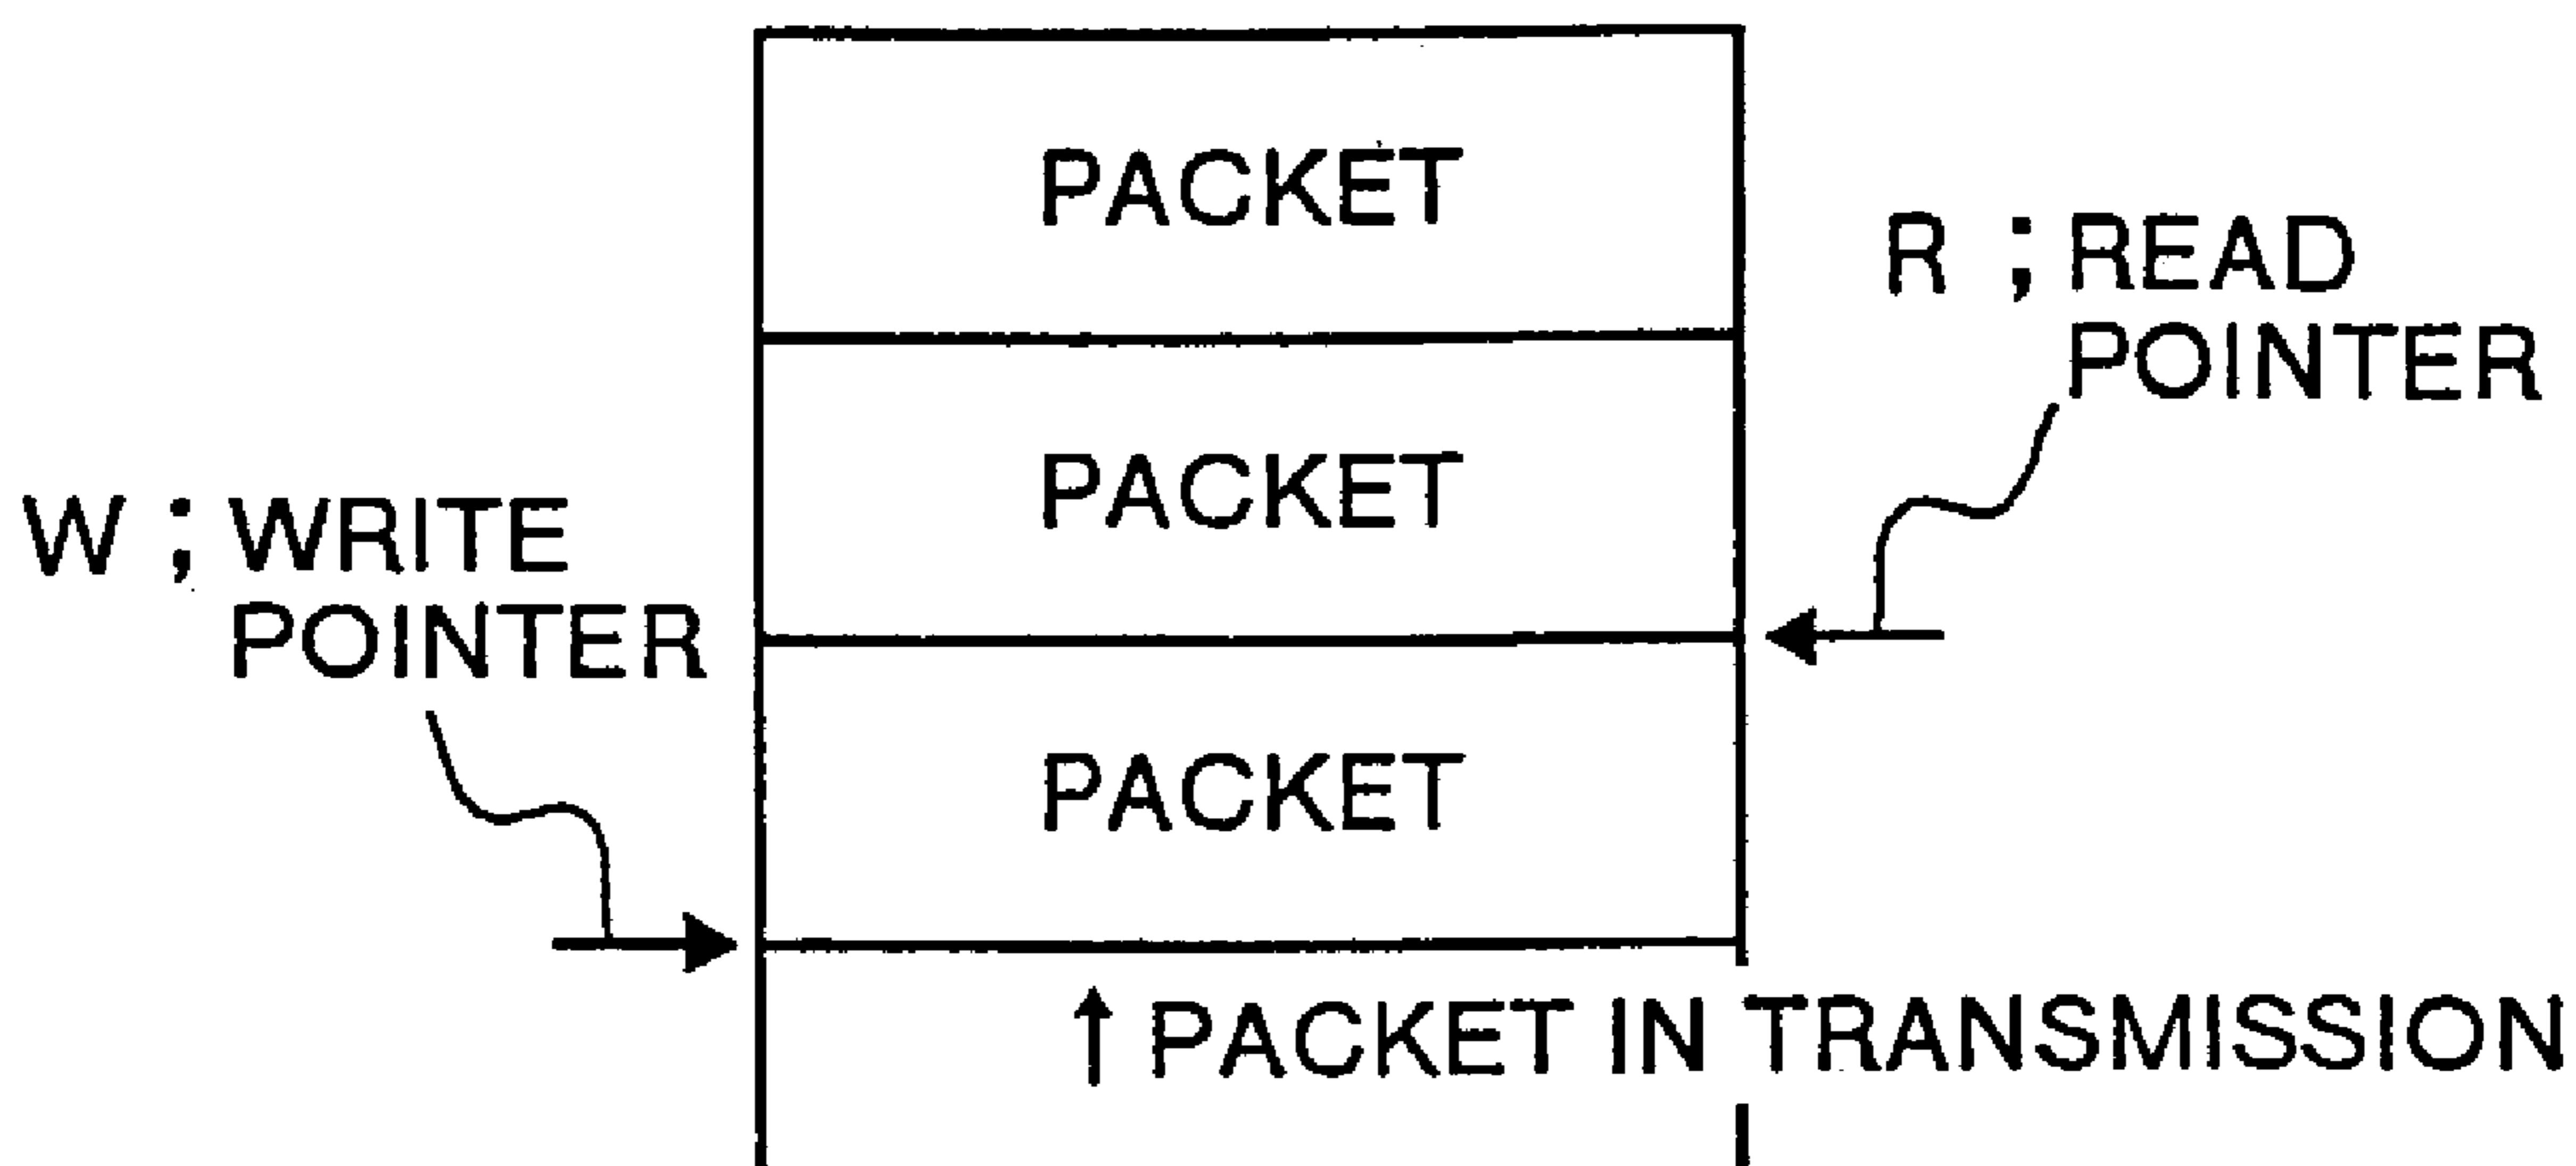 PACKET
R ; READ
POINTER
PACKET
W ; WRITE
POINTER
PACKET
↑ PACKET IN TRANSMISSION